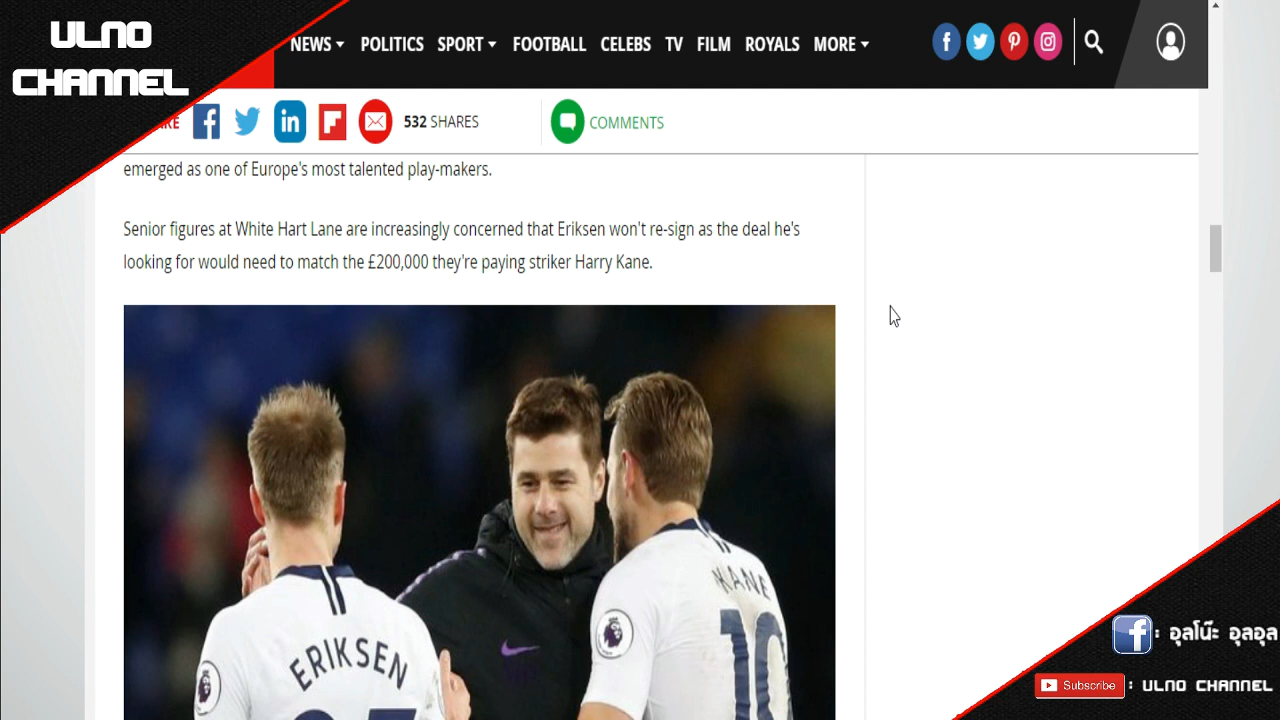 ULNO
CHANNEL
NEWS POLITICS SPORT FOOTBALL CELEBS TV FILM ROYALS MORE
532 SHARES COMMENTS
emerged as one of Europe's most talented play-makers.
Senior figures at White Hart Lane are increasingly concerned that Eriksen won't re-sign as the deal he's
looking for would need to match the £200,000 they're paying striker Harry Kane.
KANE
10
ERIKSEN
: อุลโน๊ะ อุลอุล
Subscribe : ULNO CHANNEL